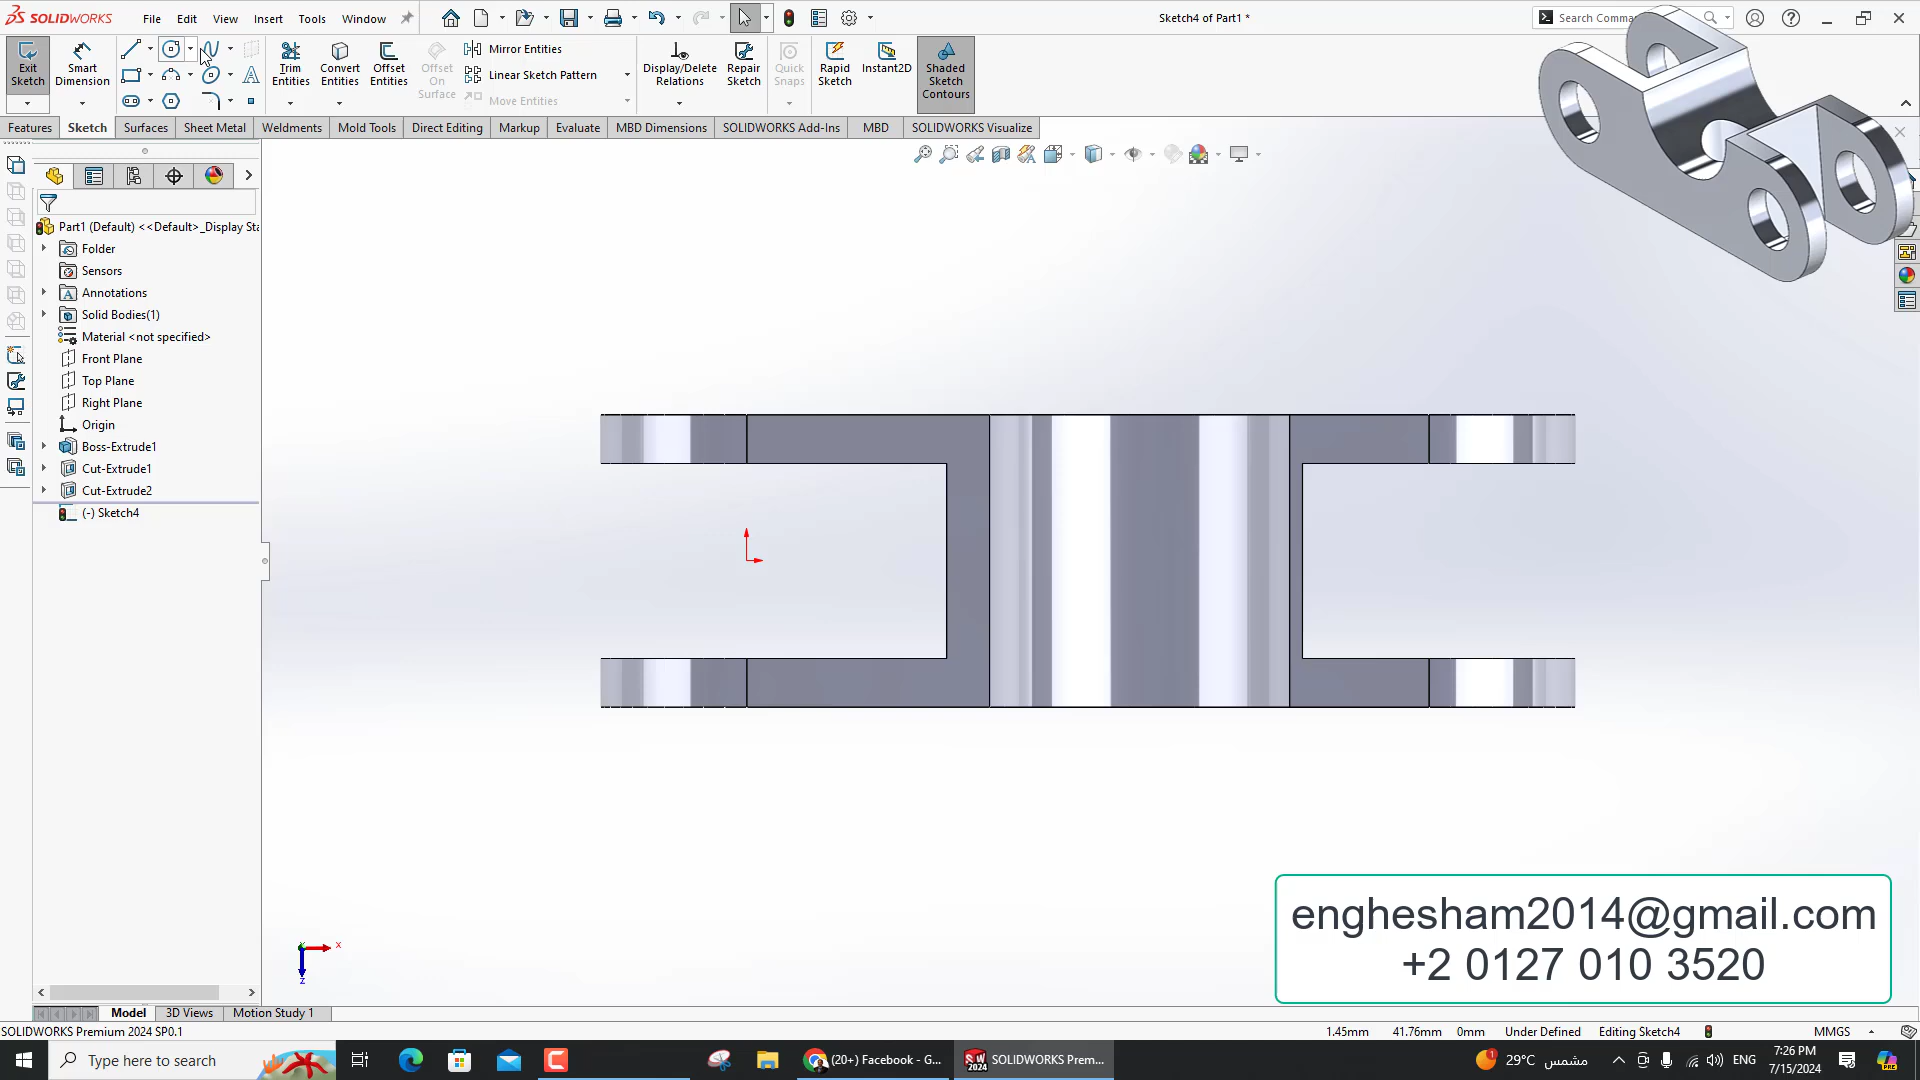 SOLIDWORKS
File
Edit
View
Insert
Tools
Window
Sketch4 of Part1 *
Search Comma
Exit
Sketch
Smart
Dimension
Trim
Entities
Convert
Entities
Offset
Entities
Offset
On
Surface
Mirror Entities
Linear Sketch Pattern
Move Entities
Display/Delete
Relations
Repair
Sketch
Quick
Snaps
Rapid
Sketch
Instant2D
Shaded
Sketch
Contours
Features
Sketch
Surfaces
Sheet Metal
Weldments
Mold Tools
Direct Editing
Markup
Evaluate
MBD Dimensions
SOLIDWORKS Add-Ins
MBD
SOLIDWORKS Visualize
Part1 (Default) <<Default>_Display Sta
Folder
Sensors
Annotations
Solid Bodies(1)
Material <not specified>
Front Plane
Top Plane
Right Plane
Origin
Boss-Extrude1
Cut-Extrude1
Cut-Extrude2
(-) Sketch4
x
z
enghesham2014@gmail.com
+2 0127 010 3520
Model
3D Views
Motion Study 1
SOLIDWORKS Premium 2024 SP0.1
1.45mm
41.76mm
0mm
Under Defined
Editing Sketch4
MMGS
Type here to search
(20+) Facebook - G...
SOLIDWORKS Prem...
29°C مشمس
ENG
7:26 PM
7/15/2024